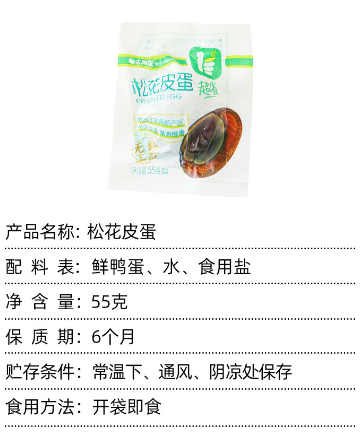 松花皮蛋
PRESERVED EGG
产品名称：松花皮蛋
配 料 表：鲜鸭蛋、水、食用盐
净 含 量：55克
保 质 期：6个月
贮存条件：常温下、通风、阴凉处保存
食用方法：开袋即食